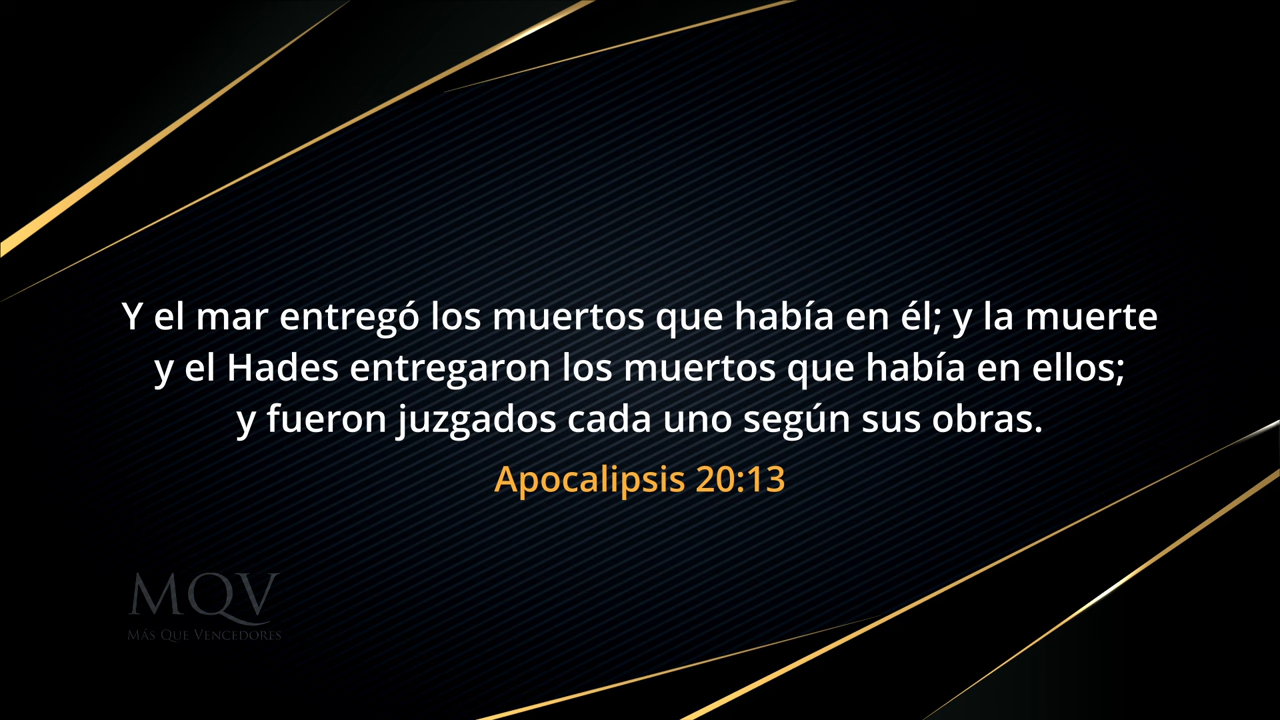 Y el mar entregó los muertos que había en él; y la muerte
y el Hades entregaron los muertos que había en ellos;
y fueron juzgados cada uno según sus obras.
Apocalipsis 20:13
MQV
MÁS QUE VENCEDORES